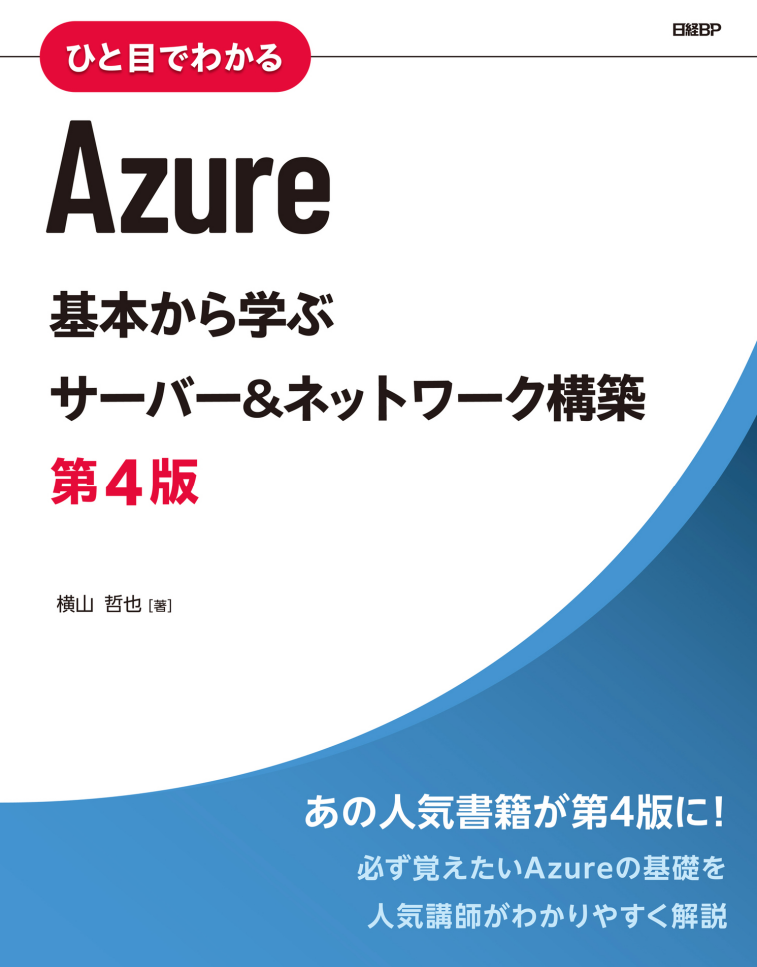 日経BP
ひと目でわかる
Azure
基本から学ぶ
サーバー&ネットワーク構築
第4版
横山 哲也 [著]
あの人気書籍が第4版に!
必ず覚えたいAzureの基礎を
人気講師がわかりやすく解説